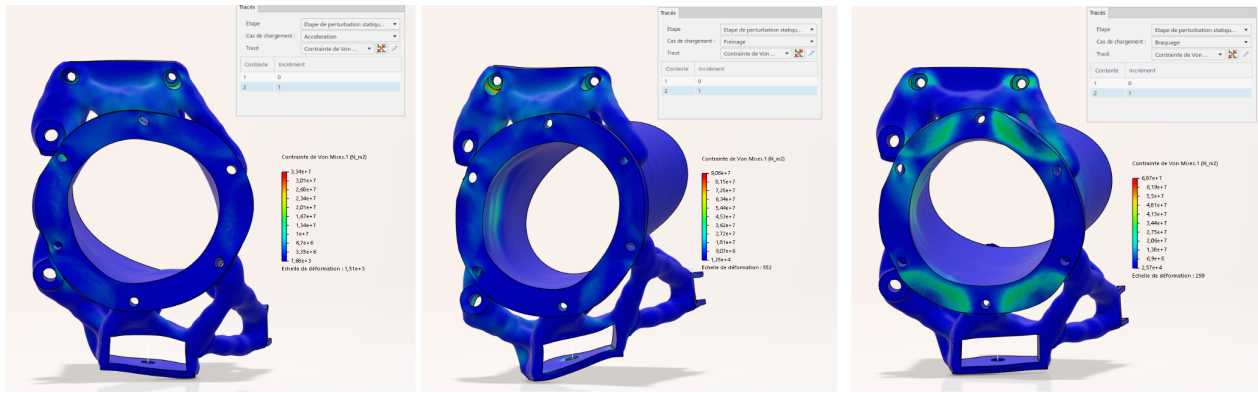 Tracés
Etape
Etape de perturbation statiqu...
Cas de chargement :
Acceleration
Tracé
Contrainte de Von ...
Contexte Incrément
1 0
2 1
Contrainte de Von Mises.1 (N_m2)
3,34e+7
3,01e+7
2,68e+7
2,34e+7
2,01e+7
1,67e+7
1,34e+7
1e+7
6,7e+6
3,35e+6
7,68e+3
Echelle de déformation : 1,51e+3
Tracés
Etape
Etape de perturbation statiqu...
Cas de chargement :
Freinage
Tracé
Contrainte de Von ...
Contexte Incrément
1 0
2 1
Contrainte de Von Mises.1 (N_m2)
9,06e+7
8,15e+7
7,25e+7
6,34e+7
5,44e+7
4,53e+7
3,62e+7
2,72e+7
1,81e+7
9,07e+6
1,25e+4
Echelle de déformation : 552
Tracés
Etape
Etape de perturbation statiqu...
Cas de chargement :
Braquage
Tracé
Contrainte de Von ...
Contexte Incrément
1 0
2 1
Contrainte de Von Mises.1 (N_m2)
6,87e+7
6,19e+7
5,5e+7
4,81e+7
4,13e+7
3,44e+7
2,75e+7
2,06e+7
1,38e+7
6,9e+6
2,57e+4
Echelle de déformation : 299